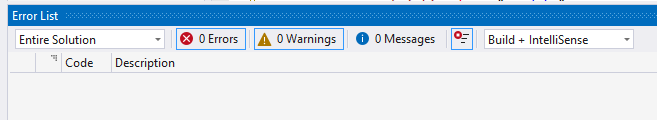 Error List
Entire Solution 0 Errors 0 Warnings 0 Messages Build + IntelliSense
Code Description